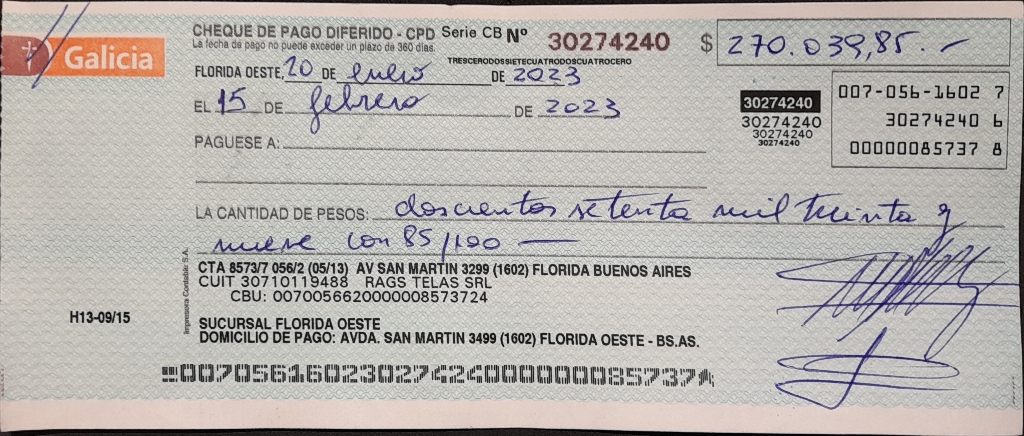 Galicia
CHEQUE DE PAGO DIFERIDO - CPD Serie CB Nº 30274240 $ 270.039,85.-
La fecha de pago no puede exceder un plazo de 360 días.
TRESCERODOSSIETECUATRODOSCUATROCERO
FLORIDA OESTE, 20 DE enero DE 2023
EL 15 DE febrero DE 2023
30274240
30274240
30274240
30274240
007-056-1602 7
30274240 6
00000085737 8
PAGUESE A:
LA CANTIDAD DE PESOS: doscientos setenta mil treinta y
nueve con 85/100 —
CTA 8573/7 056/2 (05/13) AV SAN MARTIN 3299 (1602) FLORIDA BUENOS AIRES
CUIT 30710119488 RAGS TELAS SRL
CBU: 0070056620000008573724
Impresora Contable S.A.
H13-09/15
SUCURSAL FLORIDA OESTE
DOMICILIO DE PAGO: AVDA. SAN MARTIN 3499 (1602) FLORIDA OESTE - BS.AS.
007056160230274240000000085737